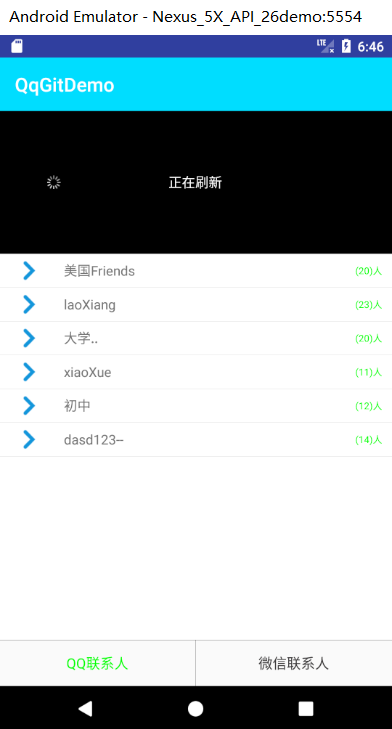 Android Emulator - Nexus_5X_API_26demo:5554
LTE 6:46
QqGitDemo
正在刷新
美国Friends (20)人
laoXiang (23)人
大学.. (20)人
xiaoXue (11)人
初中 (12)人
dasd123-- (14)人
QQ联系人 微信联系人